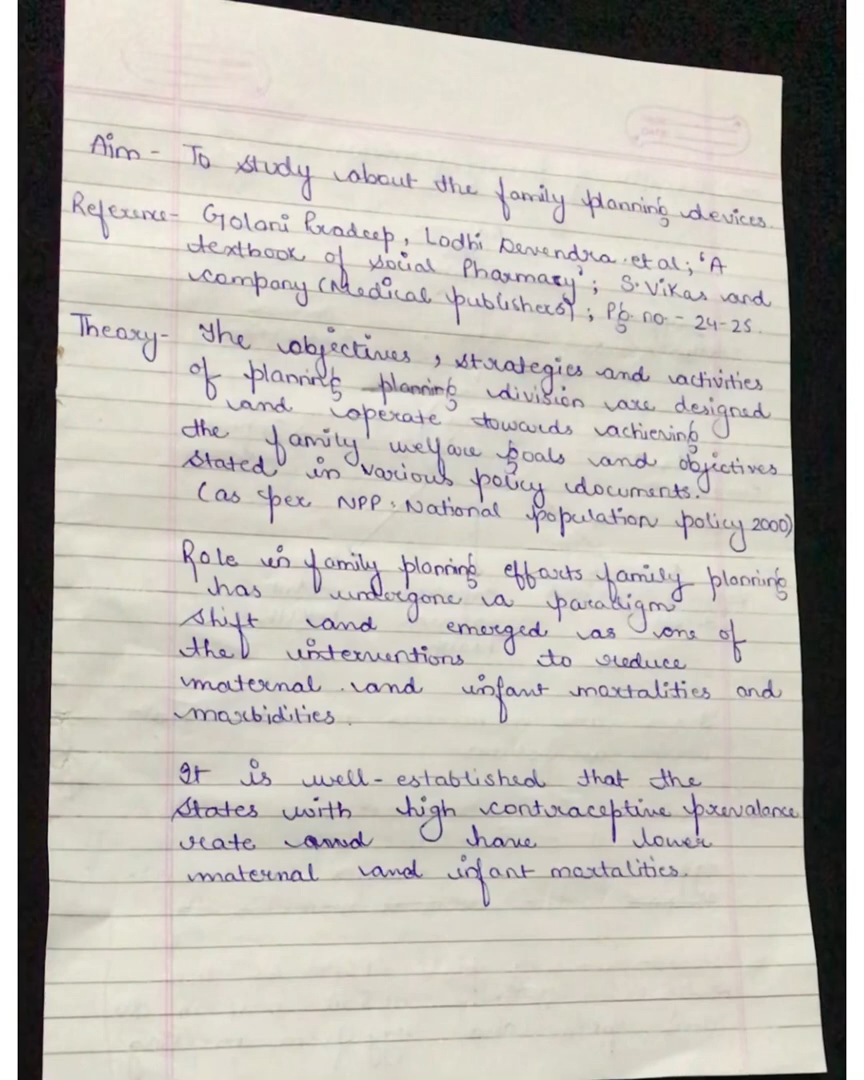 Aim - To study about the family planning devices.
Reference - Golani Pradeep, Lodhi Devendra. et al; 'A
textbook of social Pharmacy'; S. Vikas and
company (Medical publishers); Pg. no. - 24-25.
Theory - The objectives, strategies and activities
of planning planning division are designed
and operate towards achieving
the family welfare goals and objectives
stated in various policy documents.
(as per NPP: National population policy 2000)
Role in family planning efforts family planning
has undergone a paradigm
shift and emerged as one of
the interventions to reduce
maternal and infant mortalities and
morbidities.
It is well-established that the
states with high contraceptive prevalance
rate and have lower
maternal and infant mortalities.